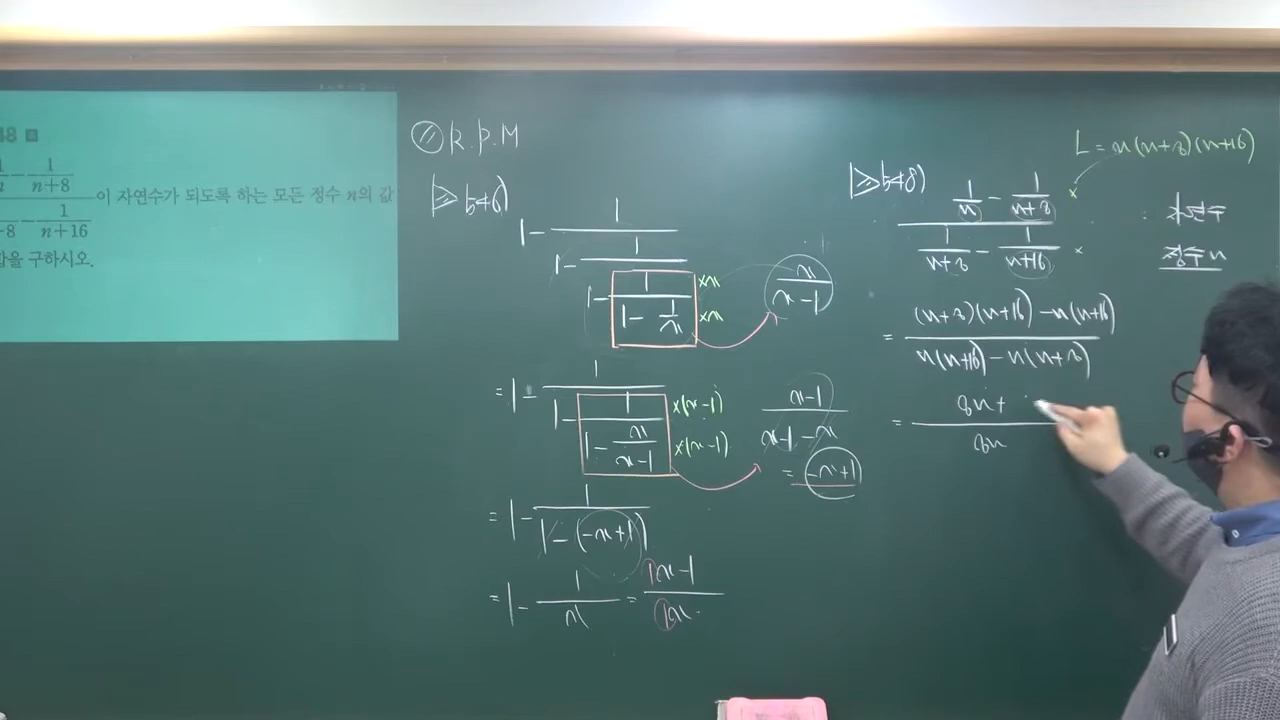 48
1/n - 1/(n+8)
이 자연수가 되도록 하는 모든 정수 n의 값
-8 - 1/(n+16)
합을 구하시오.
R.P.M
546)
1 - 1/(1 - 1/(1 - 1/(1 - 1/x)))
×x
×x
x/(x-1)
= 1 - 1/(1 - 1/(1 - x/(x-1)))
×(x-1)
×(x-1)
(x-1)/(x-1-x)
= -x+1
= 1 - 1/(1-(-x+1))
= 1 - 1/x = (1x-1)/(1x)
L = n(n+8)(n+16)
548)
(1/n - 1/(n+8))/(1/(n+8) - 1/(n+16))
×
×
: 자연수
정수 n
= ((n+8)(n+16) - n(n+16))/(n(n+16) - n(n+8))
= (8n+)/(8n)